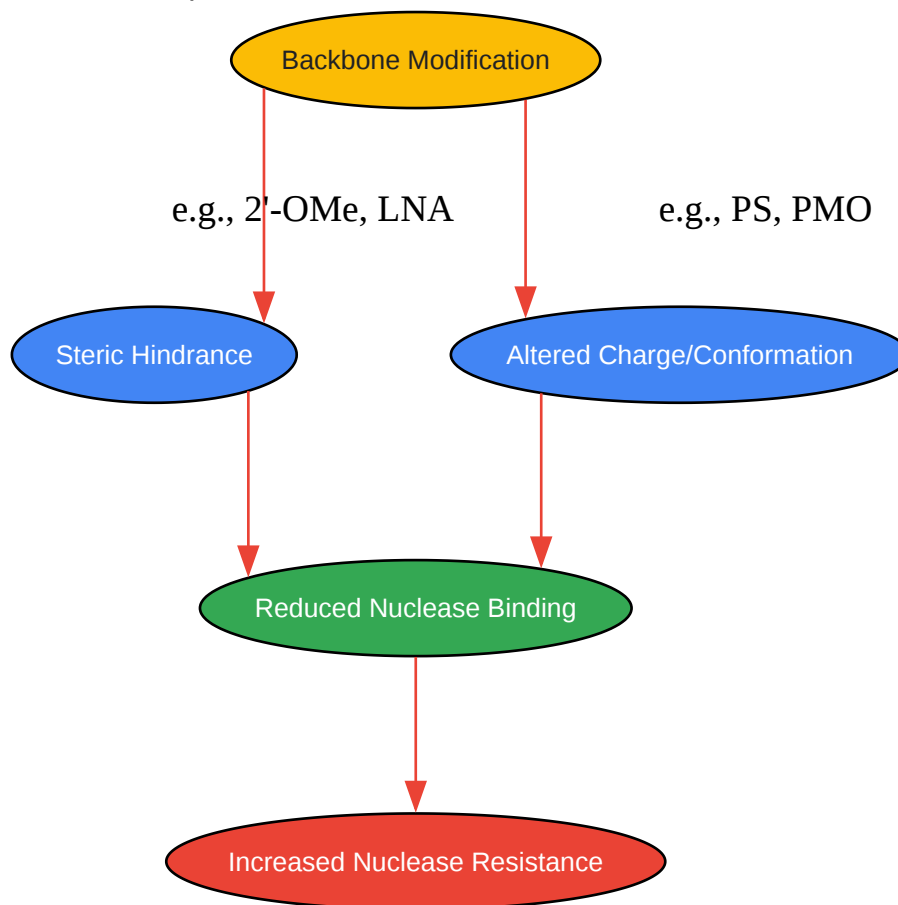 Backbone Modification
e.g., 2'-OMe, LNA
e.g., PS, PMO
Steric Hindrance
Altered Charge/Conformation
Reduced Nuclease Binding
Increased Nuclease Resistance